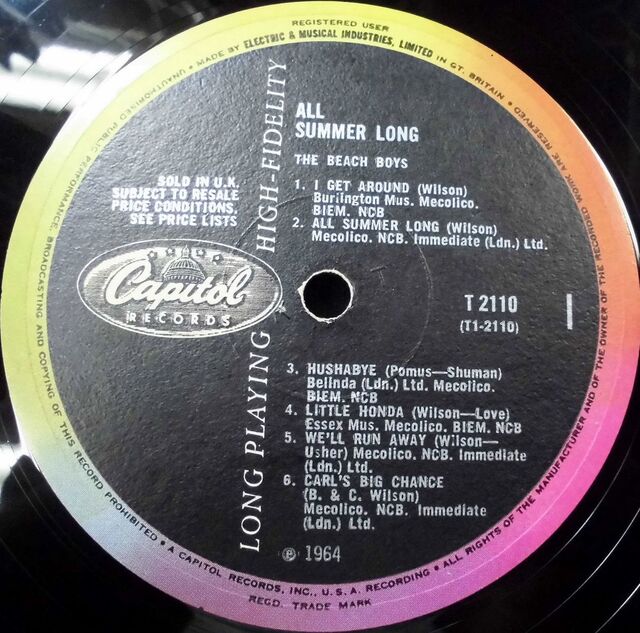 REGISTERED USER
• MADE BY ELECTRIC & MUSICAL INDUSTRIES, LIMITED IN GT. BRITAIN •
UNAUTHORISED PUBLIC PERFORMANCE, BROADCASTING AND COPYING OF THIS RECORD PROHIBITED •
ALL RIGHTS OF THE MANUFACTURER AND OF THE OWNER OF THE RECORDED WORK ARE RESERVED
• A CAPITOL RECORDS, INC., U.S.A. RECORDING •
REGD. TRADE MARK
LONG PLAYING HIGH-FIDELITY
ALL
SUMMER LONG
THE BEACH BOYS
1. I GET AROUND (Wilson)
Burlington Mus. Mecolico.
BIEM. NCB
2. ALL SUMMER LONG (Wilson)
Mecolico. NCB. Immediate (Ldn.) Ltd.
SOLD IN U.K.
SUBJECT TO RESALE
PRICE CONDITIONS,
SEE PRICE LISTS
Capitol
RECORDS
T 2110
(T1-2110)
1
3. HUSHABYE (Pomus—Shuman)
Belinda (Ldn.) Ltd. Mecolico.
BIEM. NCB
4. LITTLE HONDA (Wilson—Love)
Essex Mus. Mecolico. BIEM. NCB
5. WE'LL RUN AWAY (Wilson—
Usher) Mecolico. NCB. Immediate
(Ldn.) Ltd.
6. CARL'S BIG CHANCE
(B. & C. Wilson)
Mecolico. NCB. Immediate
(Ldn.) Ltd.
℗ 1964